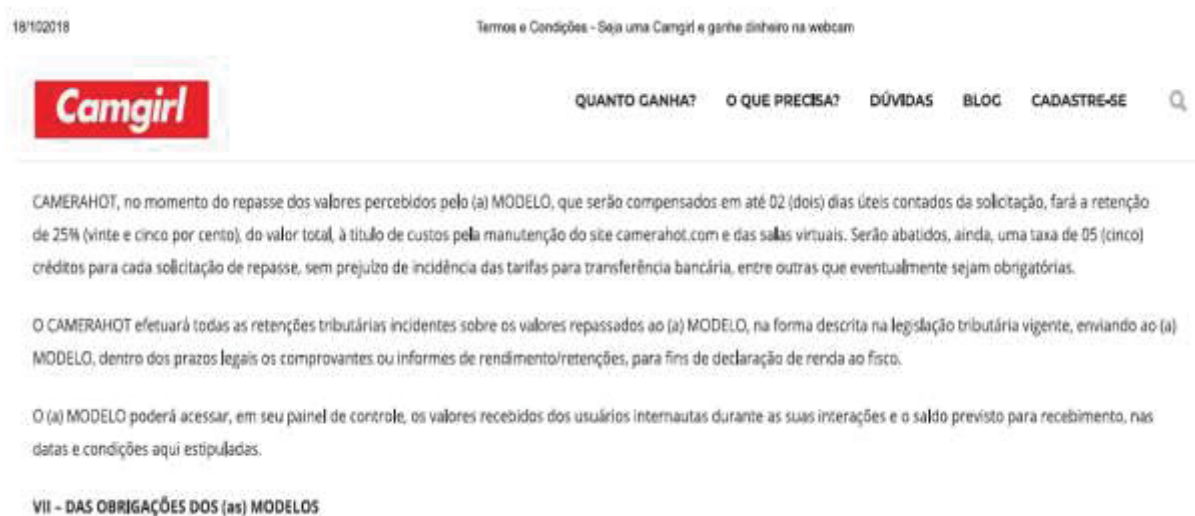 18/102018 Termos e Condições - Seja uma Camgirl e ganhe dinheiro na webcam
Camgirl QUANTO GANHA? O QUE PRECISA? DÚVIDAS BLOG CADASTRE-SE
CAMERAHOT, no momento do repasse dos valores percebidos pelo (a) MODELO, que serão compensados em até 02 (dois) dias úteis contados da solicitação, fará a retenção
de 25% (vinte e cinco por cento), do valor total, à título de custos pela manutenção do site camerahot.com e das salas virtuais. Serão abatidos, ainda, uma taxa de 05 (cinco)
créditos para cada solicitação de repasse, sem prejuízo de incidência das tarifas para transferência bancária, entre outras que eventualmente sejam obrigatórias.
O CAMERAHOT efetuará todas as retenções tributárias incidentes sobre os valores repassados ao (a) MODELO, na forma descrita na legislação tributária vigente, enviando ao (a)
MODELO, dentro dos prazos legais os comprovantes ou informes de rendimento/retenções, para fins de declaração de renda ao fisco.
O (a) MODELO poderá acessar, em seu painel de controle, os valores recebidos dos usuários internautas durante as suas interações e o saldo previsto para recebimento, nas
datas e condições aqui estipuladas.
VII – DAS OBRIGAÇÕES DOS (as) MODELOS